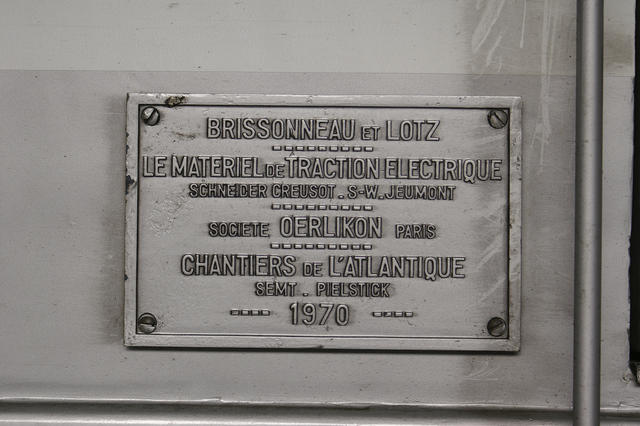 BRISSONNEAU ET LOTZ
LE MATERIEL DE TRACTION ELECTRIQUE
SCHNEIDER CREUSOT . S-W. JEUMONT
SOCIETE OERLIKON PARIS
CHANTIERS DE L'ATLANTIQUE
SEMT . PIELSTICK
1970